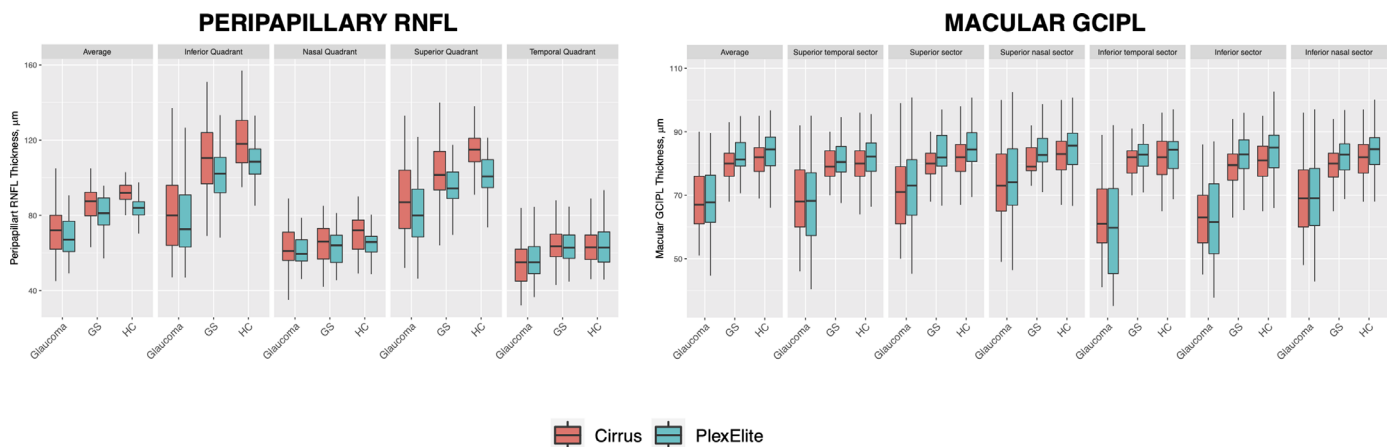 PERIPAPILLARY RNFL
Average
Inferior Quadrant
Nasal Quadrant
Superior Quadrant
Temporal Quadrant
Peripapillart RNFL Thickness, µm
160
120
80
40
Glaucoma
GS
HC
Glaucoma
GS
HC
Glaucoma
GS
HC
Glaucoma
GS
HC
Glaucoma
GS
HC
MACULAR GCIPL
Average
Superior temporal sector
Superior sector
Superior nasal sector
Inferior temporal sector
Inferior sector
Inferior nasal sector
Macular GCIPL Thickness, µm
110
90
70
50
Glaucoma
GS
HC
Glaucoma
GS
HC
Glaucoma
GS
HC
Glaucoma
GS
HC
Glaucoma
GS
HC
Glaucoma
GS
HC
Glaucoma
GS
HC
Cirrus
PlexElite